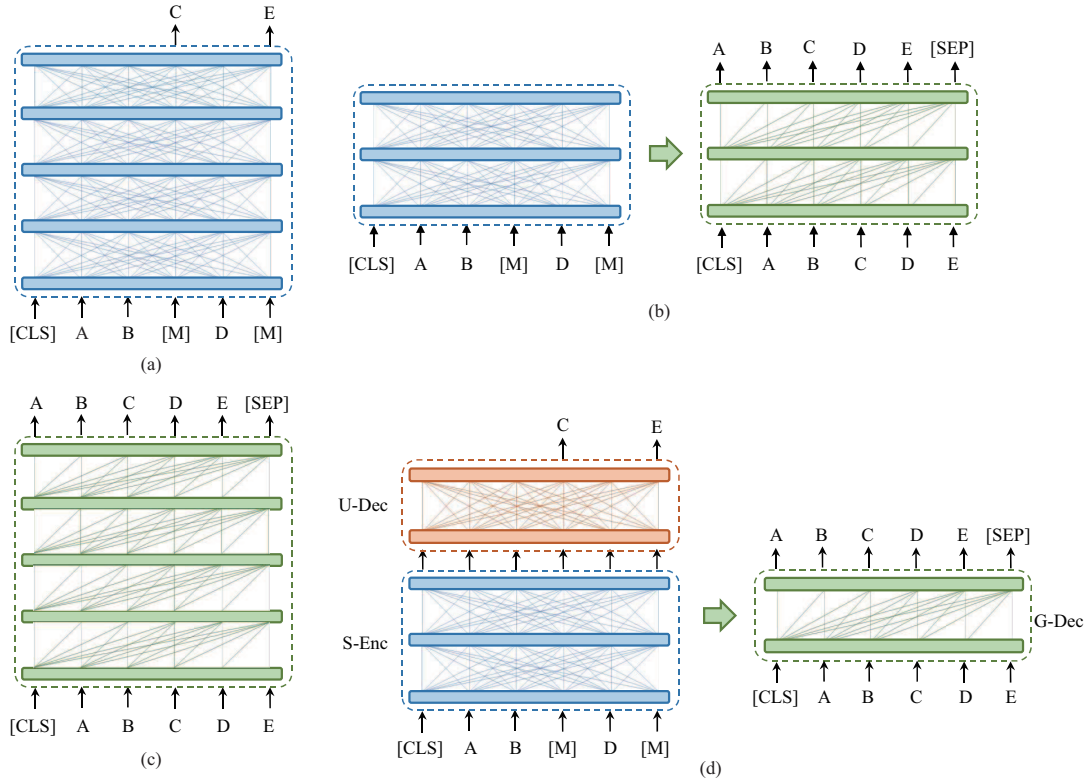 C E
[CLS] A B [M] D [M]
(a)
A B C D E [SEP]
[CLS] A B [M] D [M]
[CLS] A B C D E
(b)
A B C D E [SEP]
[CLS] A B C D E
(c)
C E
U-Dec
S-Enc
[CLS] A B [M] D [M]
A B C D E [SEP]
G-Dec
[CLS] A B C D E
(d)